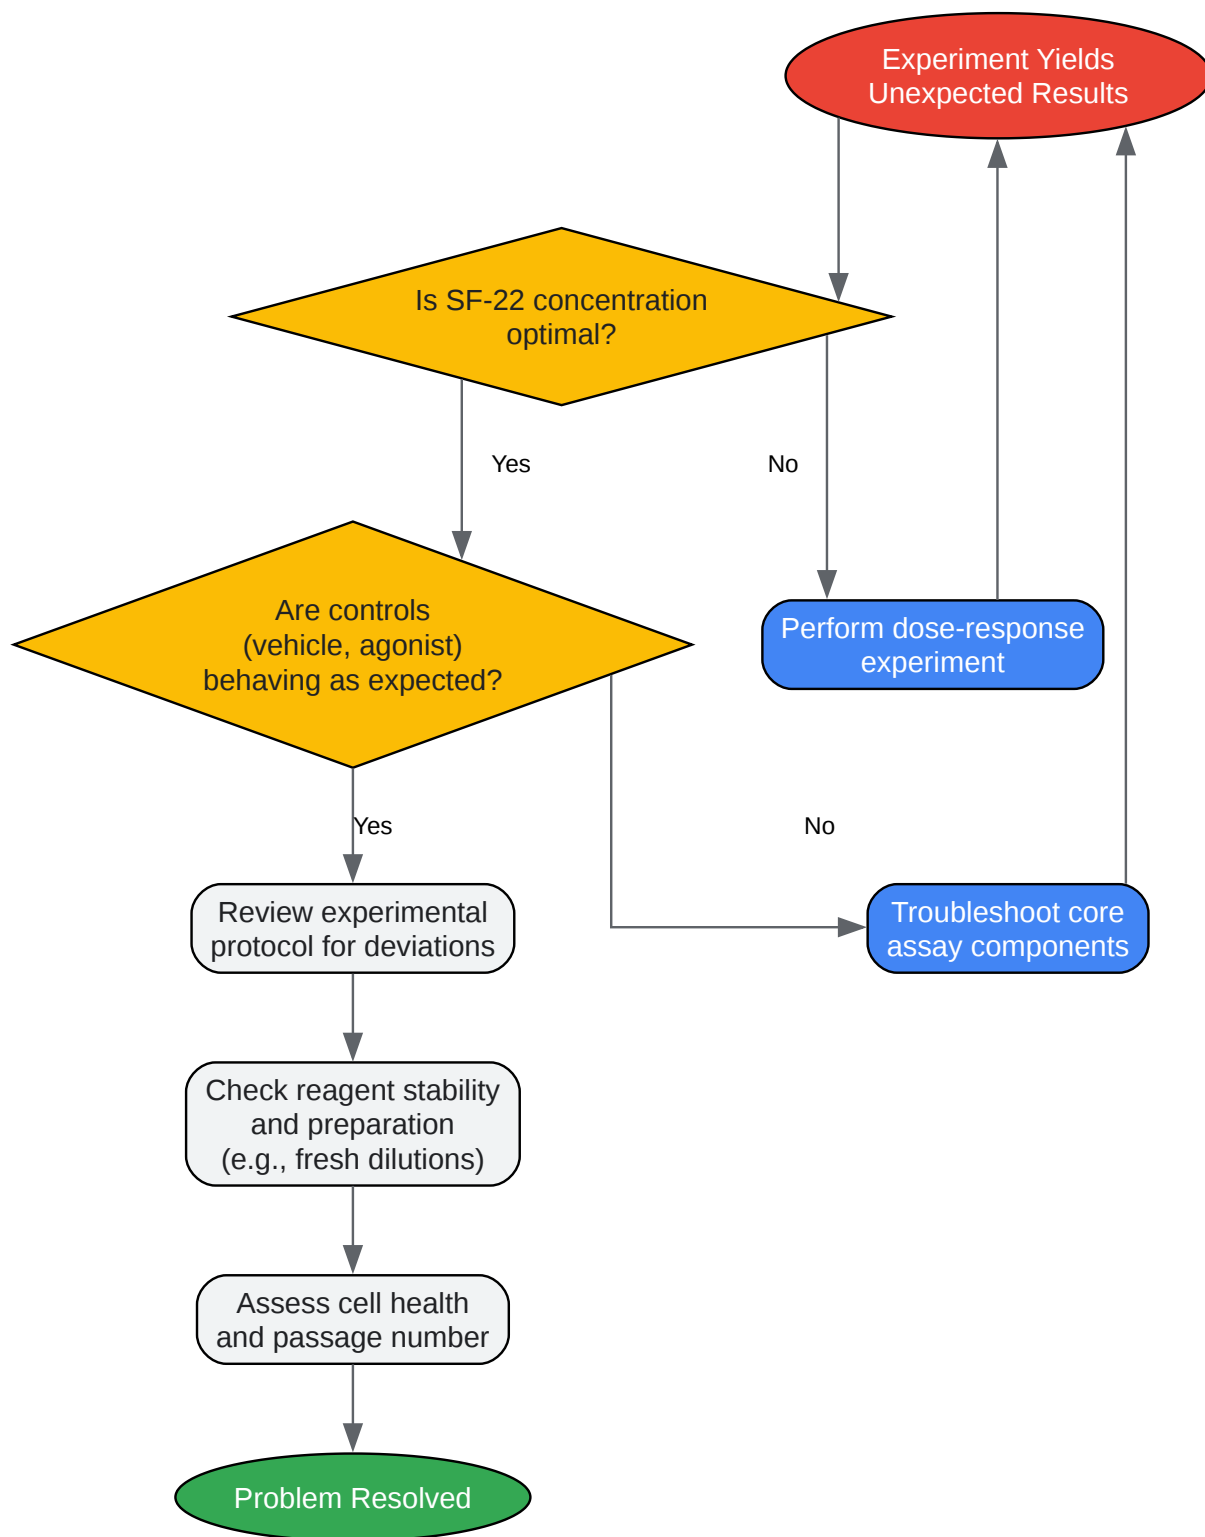 Experiment Yields
Unexpected Results
Is SF-22 concentration
optimal?
Yes
No
Are controls
(vehicle, agonist)
behaving as expected?
Perform dose-response
experiment
Yes
No
Review experimental
protocol for deviations
Troubleshoot core
assay components
Check reagent stability
and preparation
(e.g., fresh dilutions)
Assess cell health
and passage number
Problem Resolved